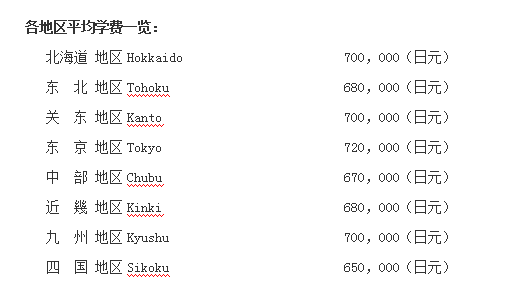 各地区平均学费一览：
北海道 地区 Hokkaido 700，000（日元）
东 北 地区 Tohoku 680，000（日元）
关 东 地区 Kanto 700，000（日元）
东 京 地区 Tokyo 720，000（日元）
中 部 地区 Chubu 670，000（日元）
近 幾 地区 Kinki 680，000（日元）
九 州 地区 Kyushu 700，000（日元）
四 国 地区 Sikoku 650，000（日元）